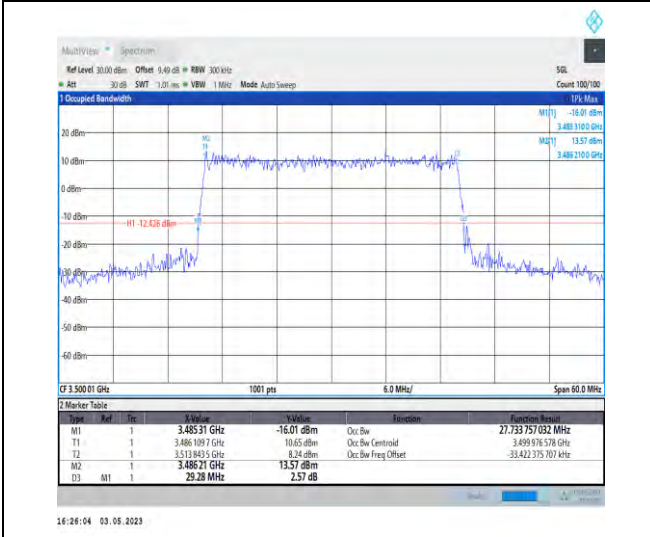 MultiView Spectrum
Ref Level 30.00 dBm Offset 9.49 dB RBW 300 kHz SGL
Att 30 dB SWT 1.01 ms VBW 1 MHz Mode Auto Sweep Count 100/100
1 Occupied Bandwidth 1Pk Max
M1[1] -16.01 dBm
3.485 310 0 GHz
M2[1] 13.57 dBm
3.486 210 0 GHz
20 dBm
M2
10 dBm
0 dBm
-10 dBm
H1 -12.428 dBm
-20 dBm
-30 dBm
-40 dBm
-50 dBm
-60 dBm
CF 3.500 01 GHz 1001 pts 6.0 MHz/ Span 60.0 MHz
2 Marker Table
Type Ref Trc X-Value Y-Value Function Function Result
M1 1 3.485 31 GHz -16.01 dBm Occ Bw 27.733 757 032 MHz
T1 1 3.486 109 7 GHz 10.65 dBm Occ Bw Centroid 3.499 976 578 GHz
T2 1 3.513 843 5 GHz 8.24 dBm Occ Bw Freq Offset -33.422 375 707 kHz
M2 1 3.486 21 GHz 13.57 dBm
D3 M1 1 29.28 MHz 2.57 dB
16:26:04 03.05.2023